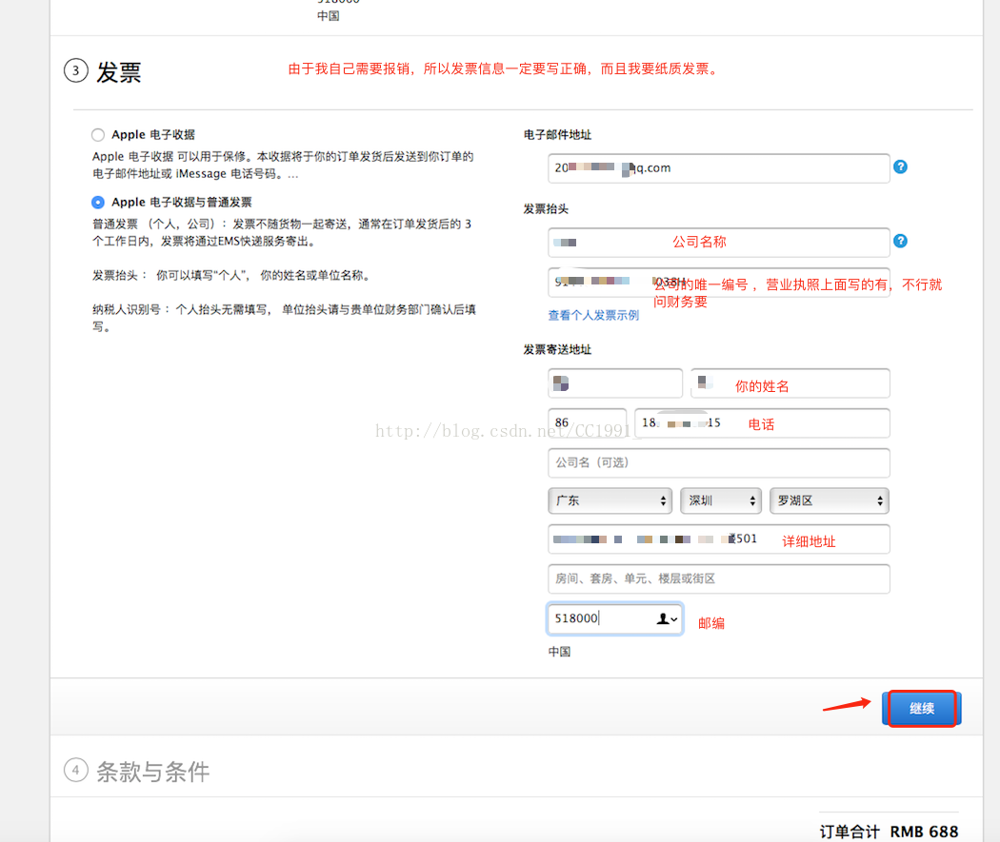 518000
中国
3 发票
由于我自己需要报销，所以发票信息一定要写正确，而且我要纸质发票。
Apple 电子收据
Apple 电子收据 可以用于保修。本收据将于你的订单发货后发送到你订单的
电子邮件地址或 iMessage 电话号码。...
Apple 电子收据与普通发票
普通发票 （个人，公司）：发票不随货物一起寄送，通常在订单发货后的 3
个工作日内，发票将通过EMS快递服务寄出。
发票抬头： 你可以填写“个人”， 你的姓名或单位名称。
纳税人识别号： 个人抬头无需填写， 单位抬头请与贵单位财务部门确认后填
写。
电子邮件地址
20 qq.com ?
发票抬头
公司名称 ?
公司的唯一编号 ，营业执照上面写的有，不行就
问财务要
查看个人发票示例
发票寄送地址
你的姓名
86 18 15 电话
http://blog.csdn.net/CC1991_
公司名（可选）
广东 深圳 罗湖区
501 详细地址
房间、套房、单元、楼层或街区
518000 邮编
中国
继续
4 条款与条件
订单合计 RMB 688